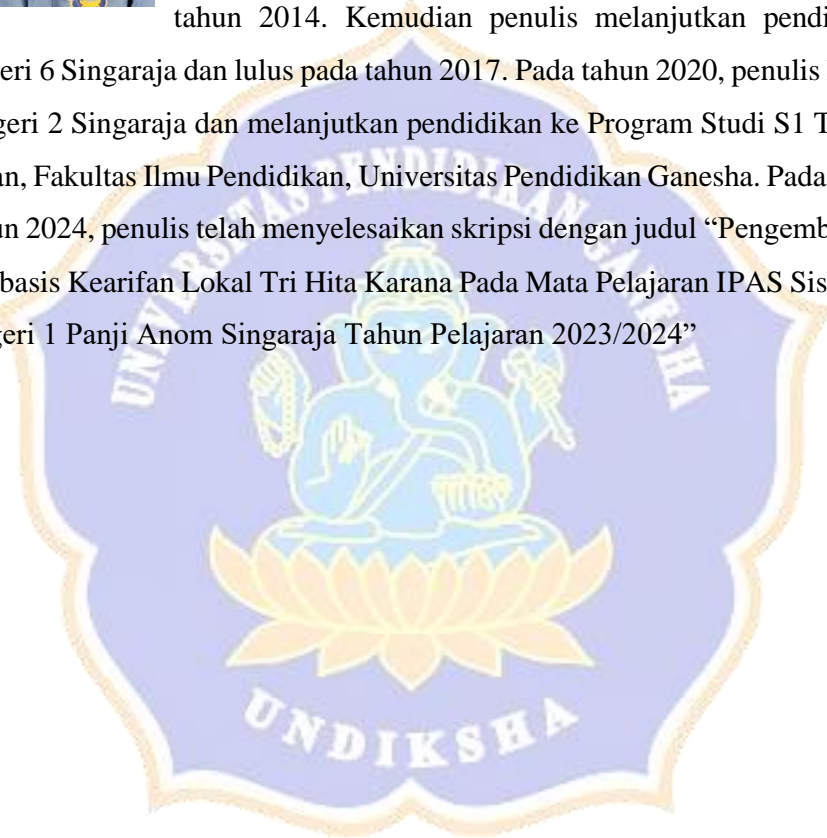 tahun 2014. Kemudian penulis melanjutkan pendi
eri 6 Singaraja dan lulus pada tahun 2017. Pada tahun 2020, penulis
geri 2 Singaraja dan melanjutkan pendidikan ke Program Studi S1 T
an, Fakultas Ilmu Pendidikan, Universitas Pendidikan Ganesha. Pada
un 2024, penulis telah menyelesaikan skripsi dengan judul “Pengemb
basis Kearifan Lokal Tri Hita Karana Pada Mata Pelajaran IPAS Sis
geri 1 Panji Anom Singaraja Tahun Pelajaran 2023/2024”
UNIVERSITAS PENDIDIKAN GANESHA
UNDIKSHA